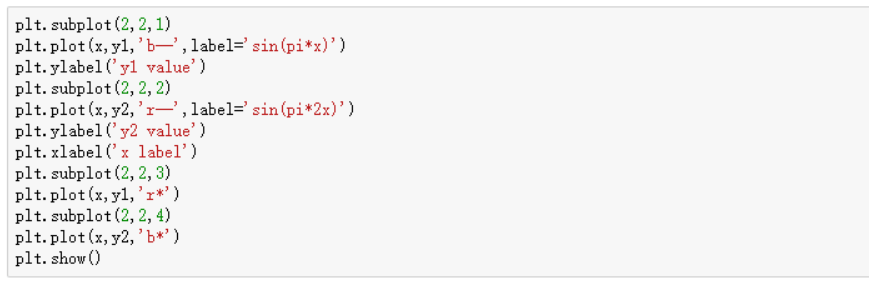 plt.subplot(2,2,1)
plt.plot(x,y1,'b--',label='sin(pi*x)')
plt.ylabel('y1 value')
plt.subplot(2,2,2)
plt.plot(x,y2,'r--',label='sin(pi*2x)')
plt.ylabel('y2 value')
plt.xlabel('x label')
plt.subplot(2,2,3)
plt.plot(x,y1,'r*')
plt.subplot(2,2,4)
plt.plot(x,y2,'b*')
plt.show()